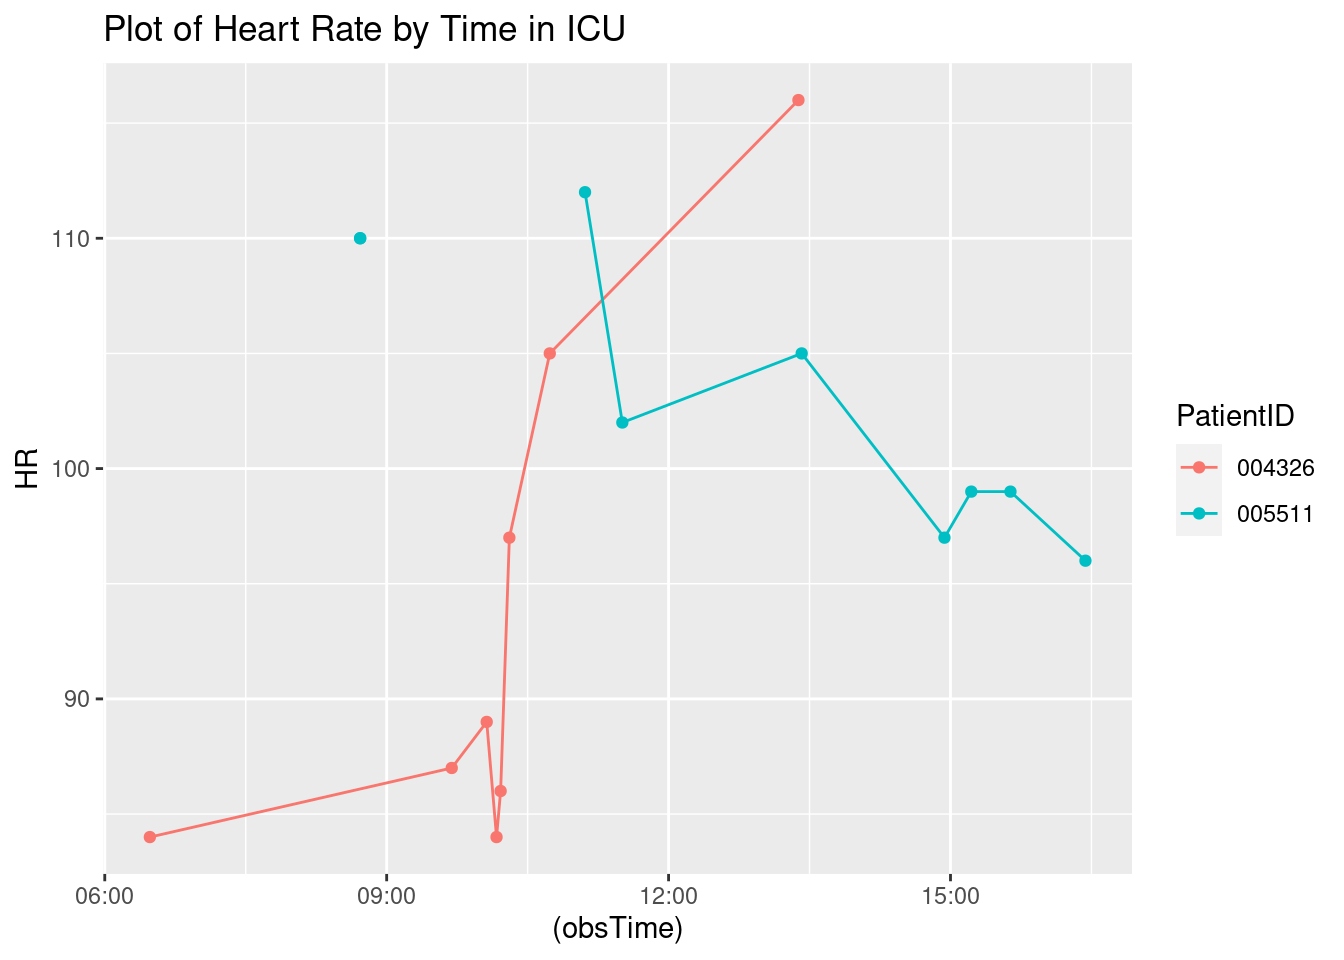 Plot of Heart Rate by Time in ICU
HR
110
100
90
06:00 09:00 12:00 15:00
(obsTime)
PatientID
004326
005511